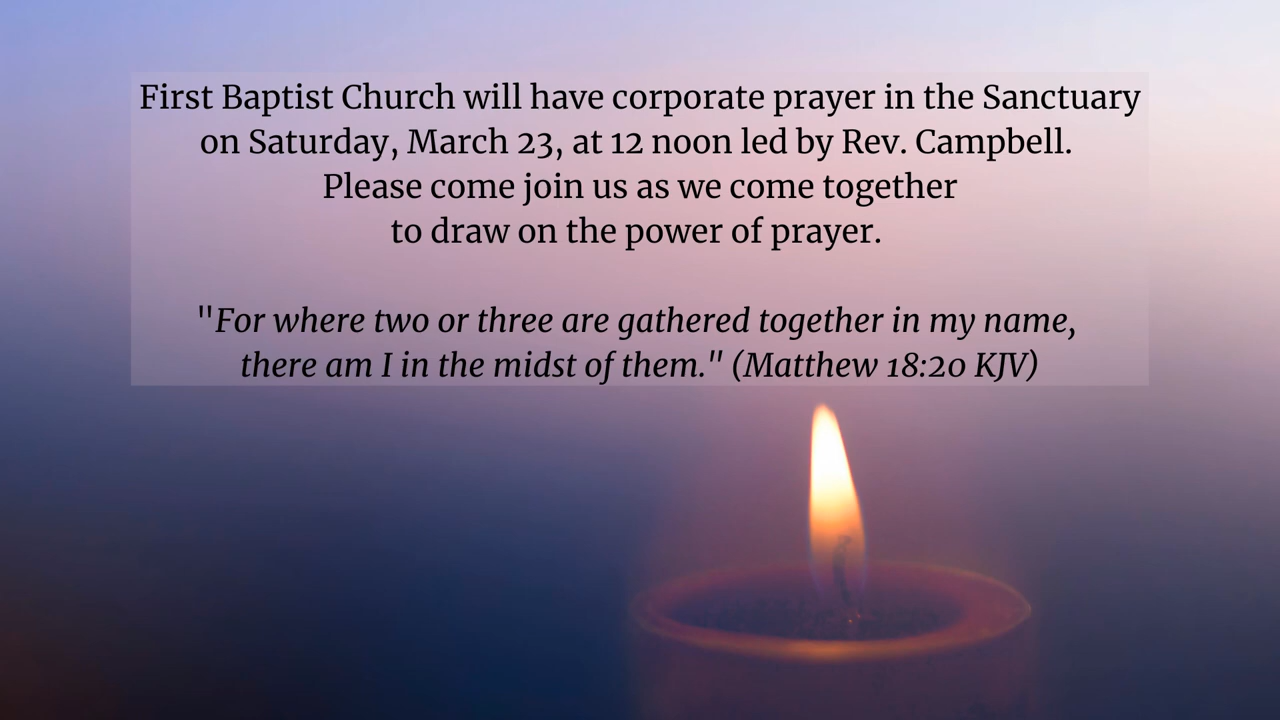 First Baptist Church will have corporate prayer in the Sanctuary
on Saturday, March 23, at 12 noon led by Rev. Campbell.
Please come join us as we come together
to draw on the power of prayer.
"For where two or three are gathered together in my name,
there am I in the midst of them." (Matthew 18:20 KJV)